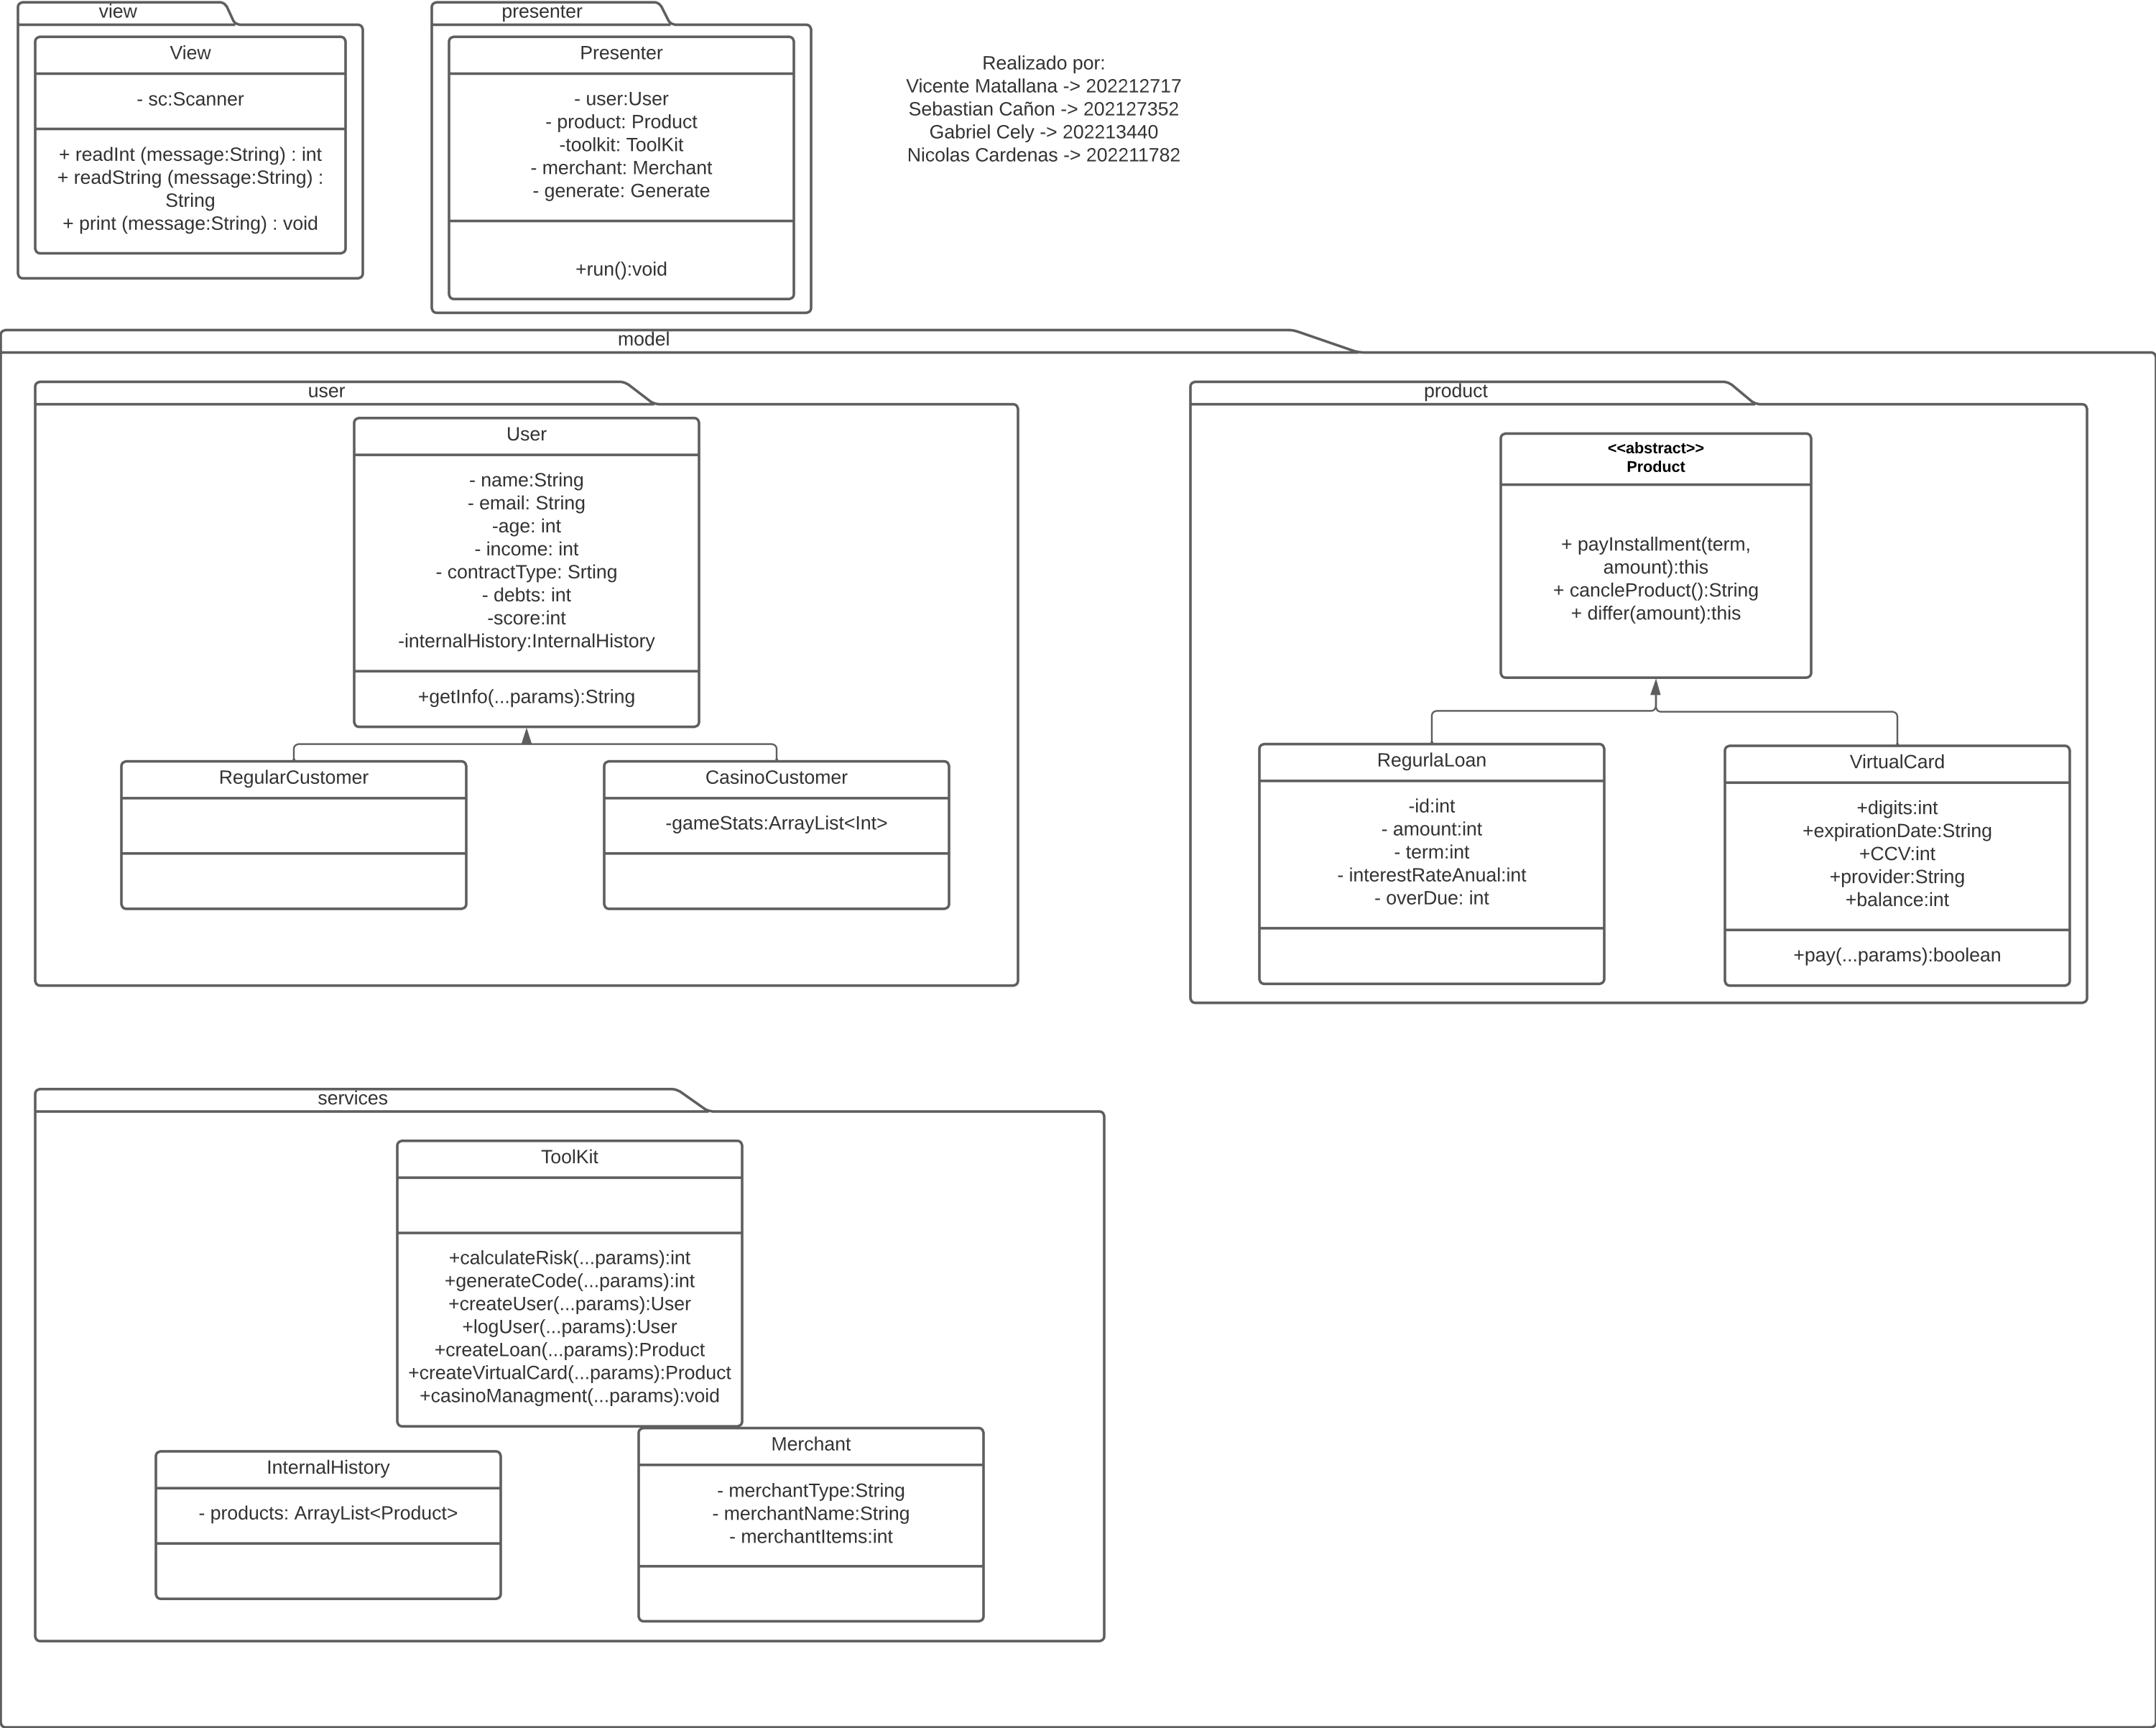 view
View
- sc:Scanner
+ readInt (message:String) : int
+ readString (message:String) :
String
+ print (message:String) : void
presenter
Presenter
- user:User
- product: Product
-toolkit: ToolKit
- merchant: Merchant
- generate: Generate
+run():void
Realizado por:
Vicente Matallana -> 202212717
Sebastian Cañon -> 202127352
Gabriel Cely -> 202213440
Nicolas Cardenas -> 202211782
model
user
User
- name:String
- email: String
-age: int
- income: int
- contractType: Srting
- debts: int
-score:int
-internalHistory:InternalHistory
+getInfo(...params):String
RegularCustomer
CasinoCustomer
-gameStats:ArrayList<Int>
product
<<abstract>>
Product
+ payInstallment(term,
amount):this
+ cancleProduct():String
+ differ(amount):this
RegurlaLoan
-id:int
- amount:int
- term:int
- interestRateAnual:int
- overDue: int
VirtualCard
+digits:int
+expirationDate:String
+CCV:int
+provider:String
+balance:int
+pay(...params):boolean
services
ToolKit
+calculateRisk(...params):int
+generateCode(...params):int
+createUser(...params):User
+logUser(...params):User
+createLoan(...params):Product
+createVirtualCard(...params):Product
+casinoManagment(...params):void
InternalHistory
- products: ArrayList<Product>
Merchant
- merchantType:String
- merchantName:String
- merchantItems:int